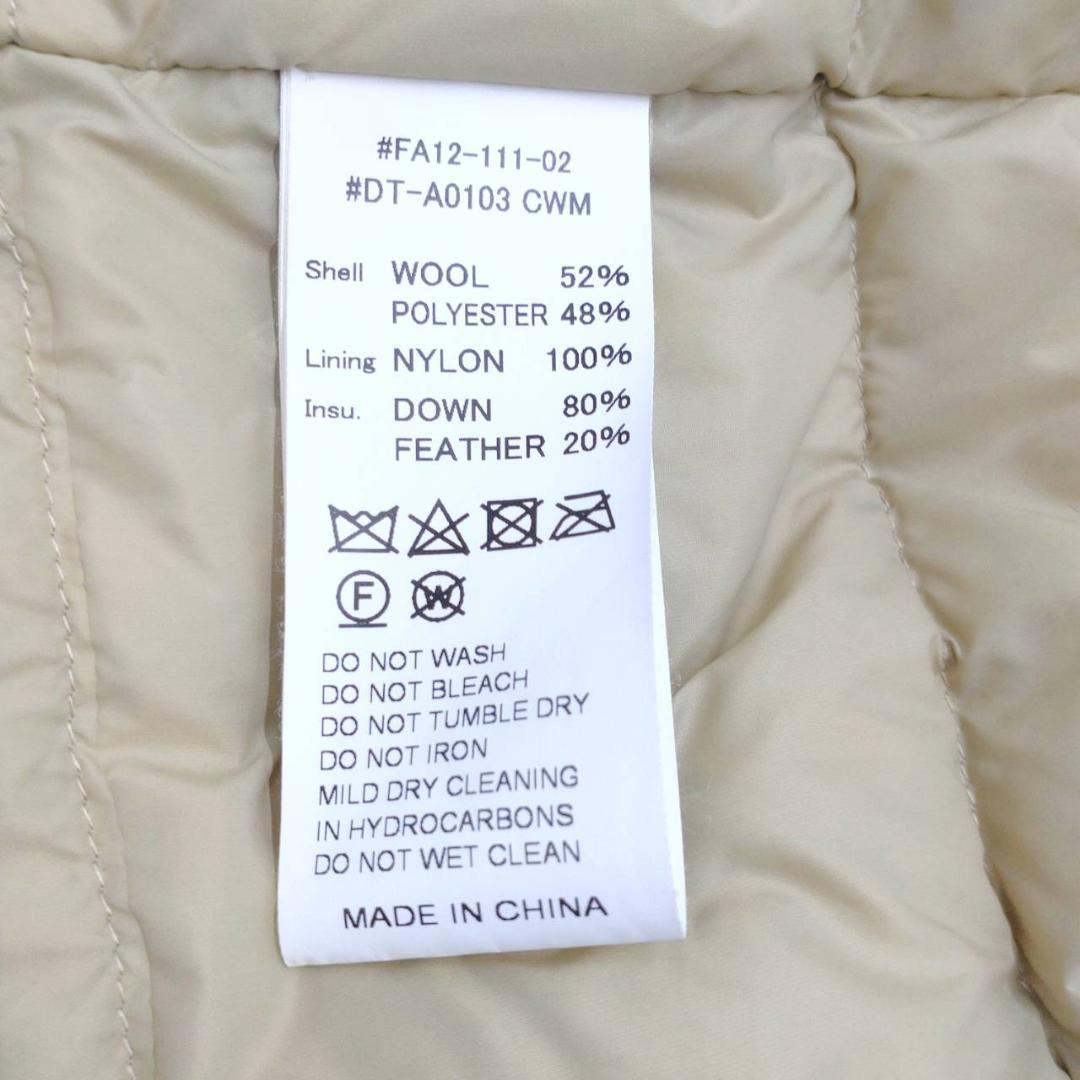 #FA12-111-02
#DT-A0103 CWM
Shell WOOL 52%
POLYESTER 48%
Lining NYLON 100%
Insu. DOWN 80%
FEATHER 20%
F W
DO NOT WASH
DO NOT BLEACH
DO NOT TUMBLE DRY
DO NOT IRON
MILD DRY CLEANING
IN HYDROCARBONS
DO NOT WET CLEAN
MADE IN CHINA